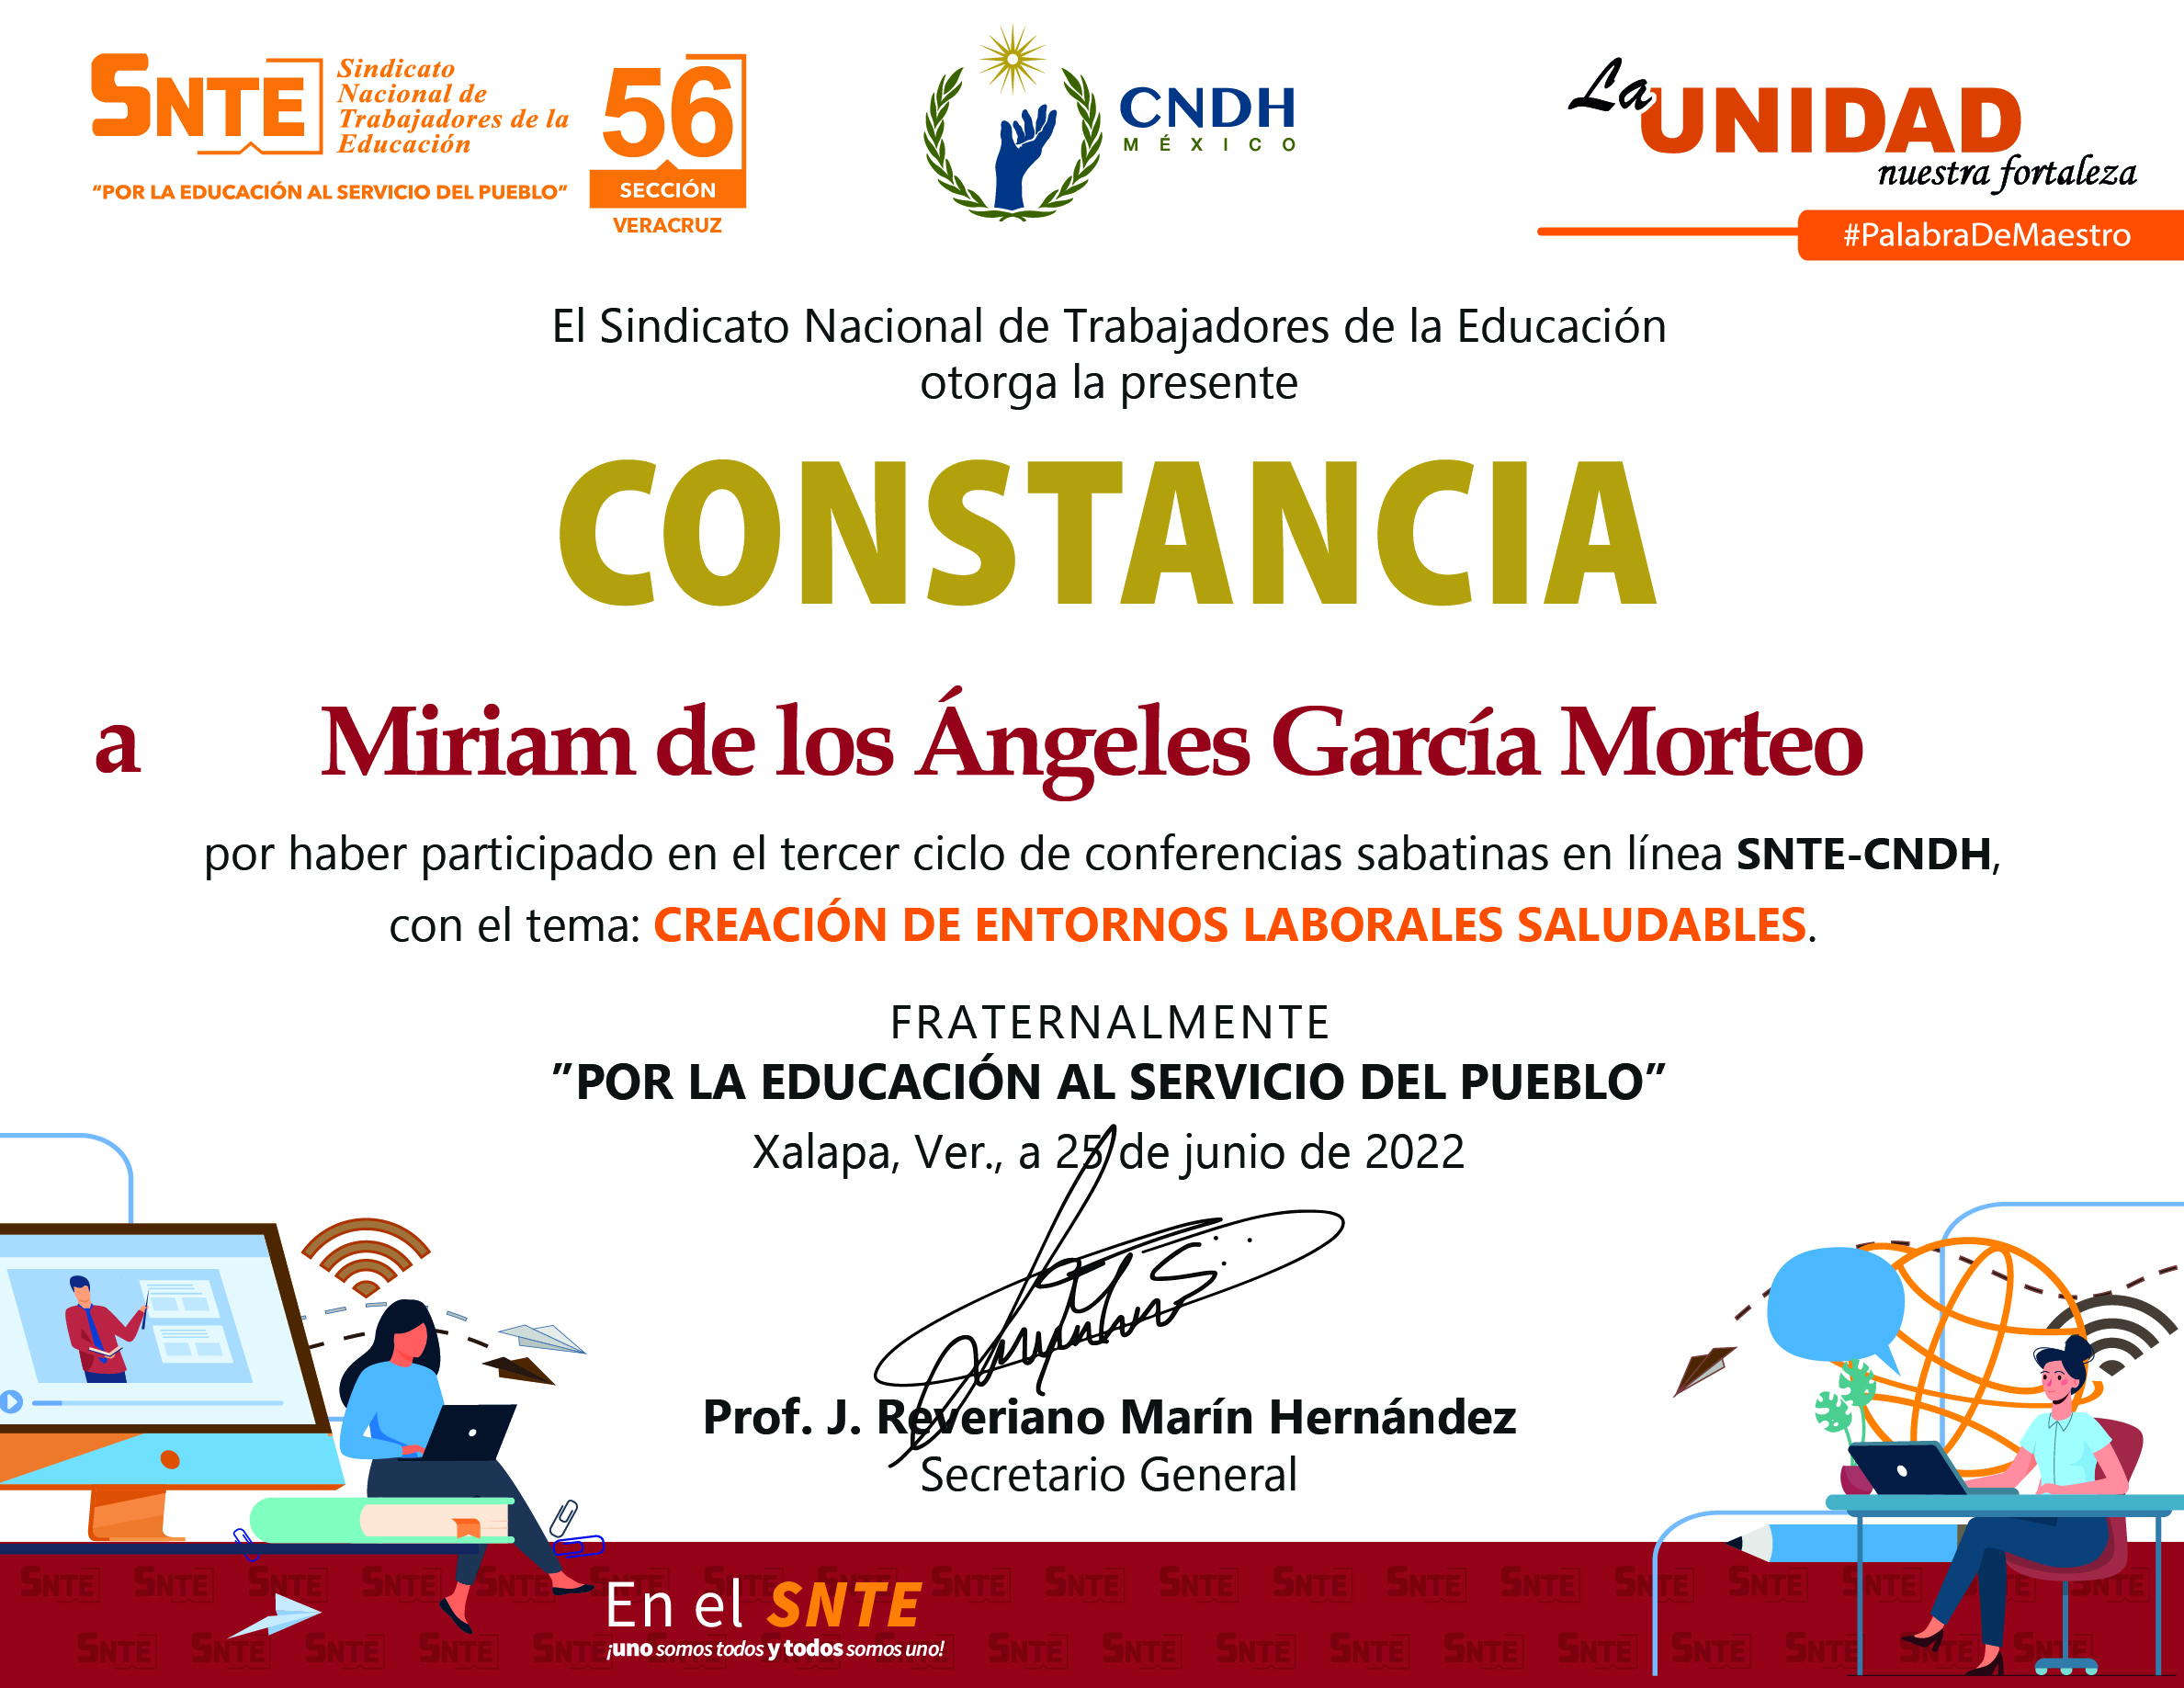 SNTE
Sindicato
Nacional de
Trabajadores de la
Educación
"POR LA EDUCACIÓN AL SERVICIO DEL PUEBLO"
56
SECCIÓN
VERACRUZ
CNDH
MÉXICO
La UNIDAD
nuestra fortaleza
#PalabraDeMaestro
El Sindicato Nacional de Trabajadores de la Educación
otorga la presente
CONSTANCIA
a Miriam de los Ángeles García Morteo
por haber participado en el tercer ciclo de conferencias sabatinas en línea SNTE-CNDH,
con el tema: CREACIÓN DE ENTORNOS LABORALES SALUDABLES.
FRATERNALMENTE
"POR LA EDUCACIÓN AL SERVICIO DEL PUEBLO"
Xalapa, Ver., a 25 de junio de 2022
Prof. J. Reveriano Marín Hernández
Secretario General
En el SNTE
¡uno somos todos y todos somos uno!